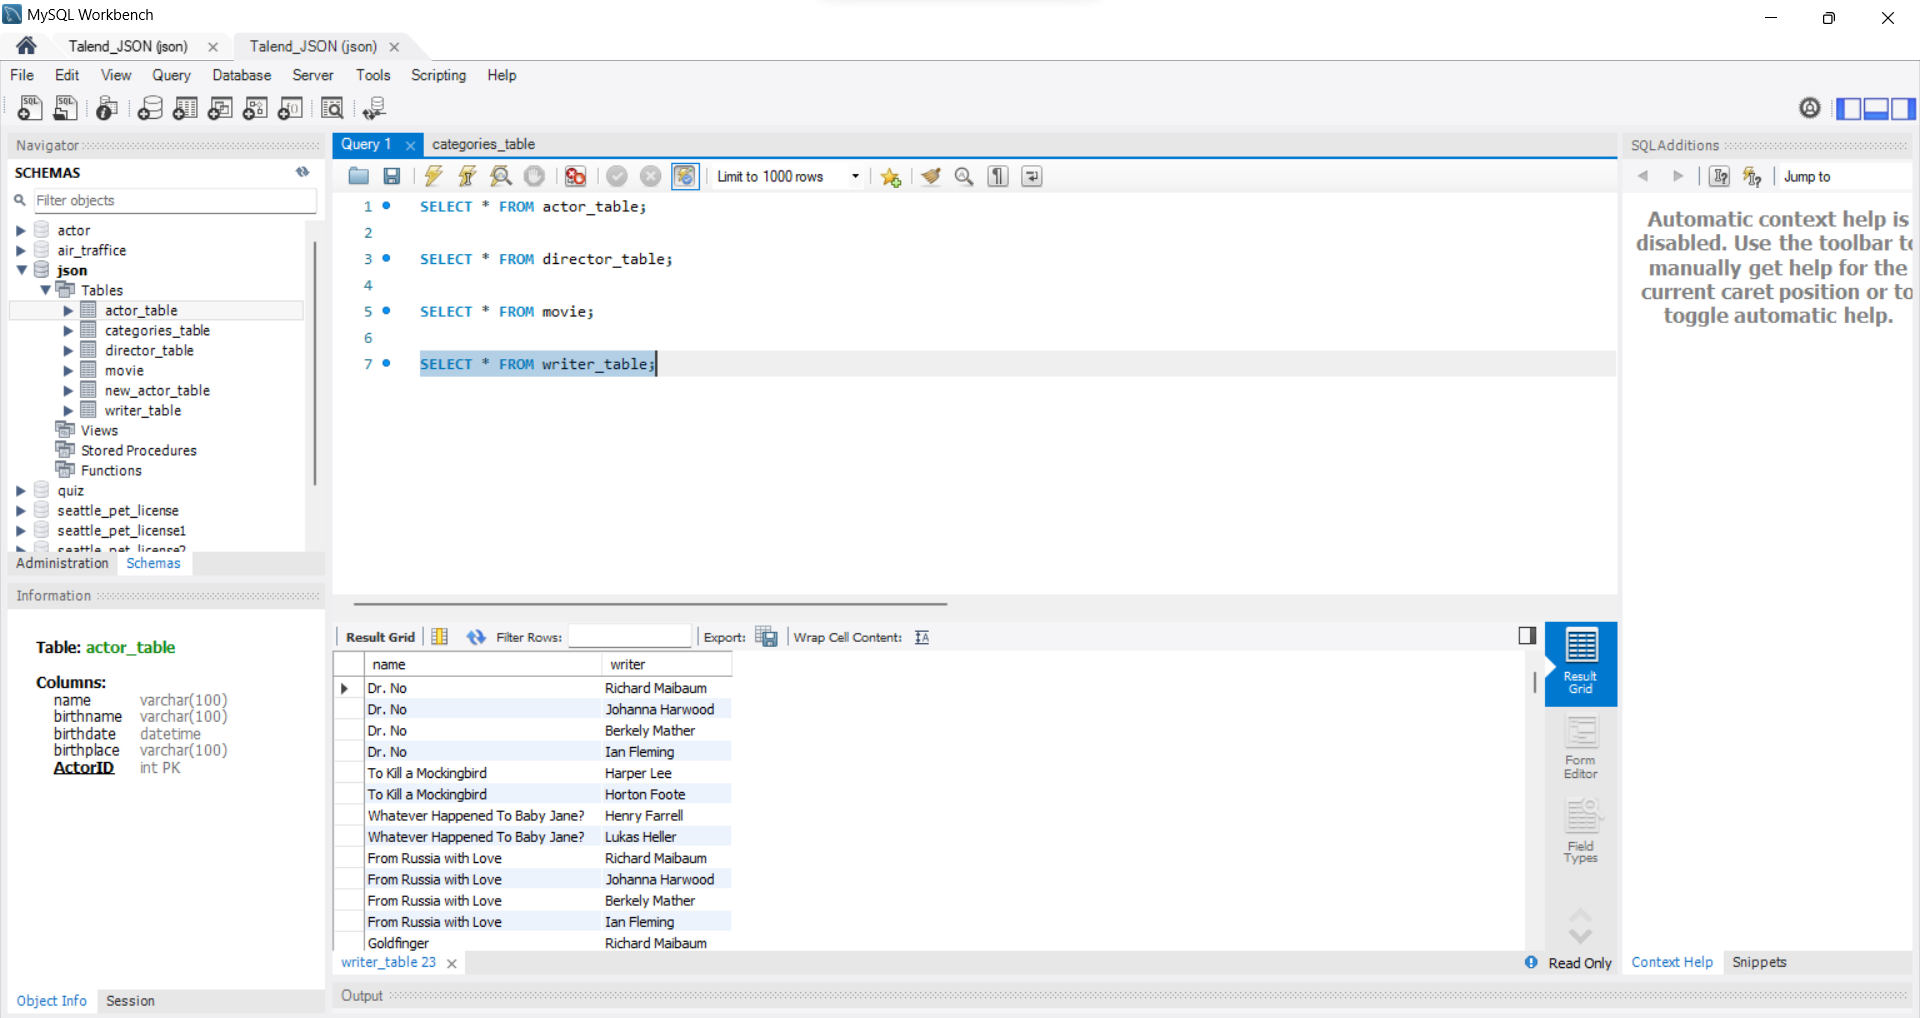 MySQL Workbench
Talend_JSON (json)
Talend_JSON (json)
File Edit View Query Database Server Tools Scripting Help
Navigator
SCHEMAS
Filter objects
actor
air_traffice
json
Tables
actor_table
categories_table
director_table
movie
new_actor_table
writer_table
Views
Stored Procedures
Functions
quiz
seattle_pet_license
seattle_pet_license1
seattle_pet_license2
Administration Schemas
Information
Table: actor_table
Columns:
name varchar(100)
birthname varchar(100)
birthdate datetime
birthplace varchar(100)
ActorID int PK
Object Info Session
Query 1 categories_table
Limit to 1000 rows
1 SELECT * FROM actor_table;
2
3 SELECT * FROM director_table;
4
5 SELECT * FROM movie;
6
7 SELECT * FROM writer_table;
Result Grid Filter Rows: Export: Wrap Cell Content:
name writer
Dr. No Richard Maibaum
Dr. No Johanna Harwood
Dr. No Berkely Mather
Dr. No Ian Fleming
To Kill a Mockingbird Harper Lee
To Kill a Mockingbird Horton Foote
Whatever Happened To Baby Jane? Henry Farrell
Whatever Happened To Baby Jane? Lukas Heller
From Russia with Love Richard Maibaum
From Russia with Love Johanna Harwood
From Russia with Love Berkely Mather
From Russia with Love Ian Fleming
Goldfinger Richard Maibaum
writer_table 23
Read Only
Output
Result
Grid
Form
Editor
Field
Types
SQLAdditions
Jump to
Automatic context help is
disabled. Use the toolbar to
manually get help for the
current caret position or to
toggle automatic help.
Context Help Snippets